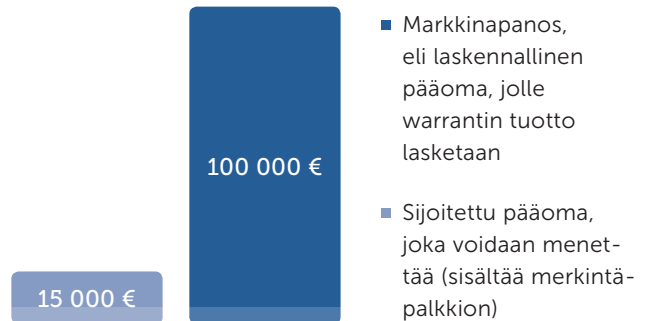 Markkinapanos,
eli laskennallinen
pääoma, jolle
warrantin tuotto
lasketaan
100 000 €
Sijoitettu pääoma,
joka voidaan menet-
tää (sisältää merkintä-
palkkion)
15 000 €